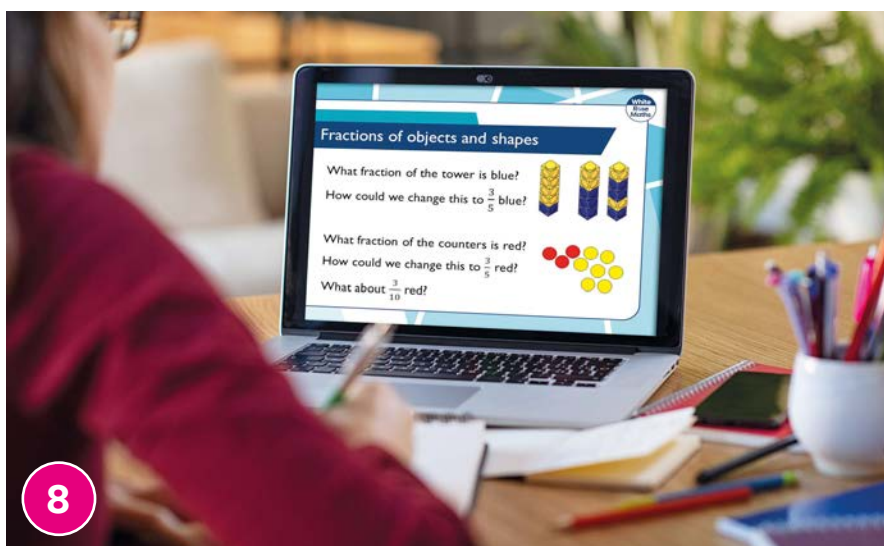 White
Rose
Maths
Fractions of objects and shapes
What fraction of the tower is blue?
How could we change this to 3/5 blue?
What fraction of the counters is red?
How could we change this to 3/5 red?
What about 3/10 red?
8